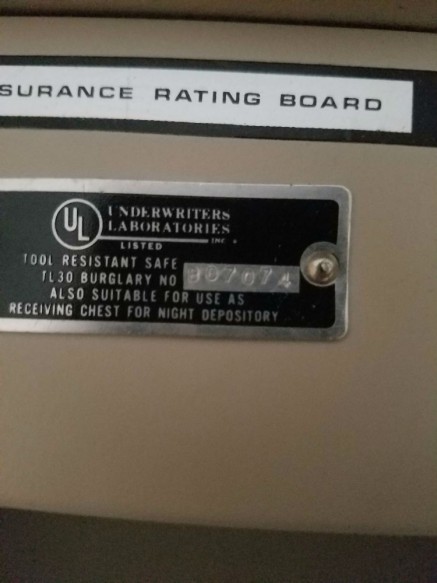 SURANCE RATING BOARD
UL
UNDERWRITERS
LABORATORIES
INC.
LISTED
TOOL RESISTANT SAFE
TL30 BURGLARY NO
ALSO SUITABLE FOR USE AS
RECEIVING CHEST FOR NIGHT DEPOSITORY